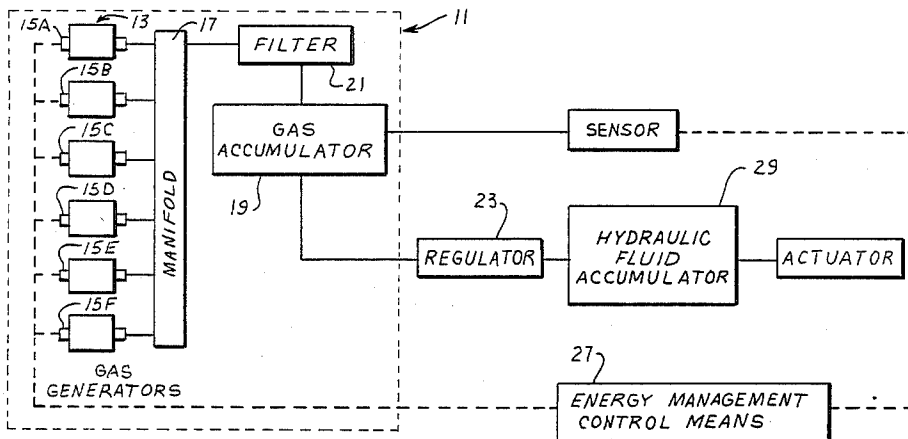 15A
13
17
11
FILTER
21
15B
15C
GAS
ACCUMULATOR
19
SENSOR
15D
MANIFOLD
23
29
REGULATOR
HYDRAULIC
FLUID
ACCUMULATOR
ACTUATOR
15E
15F
GAS
GENERATORS
27
ENERGY MANAGEMENT
CONTROL MEANS